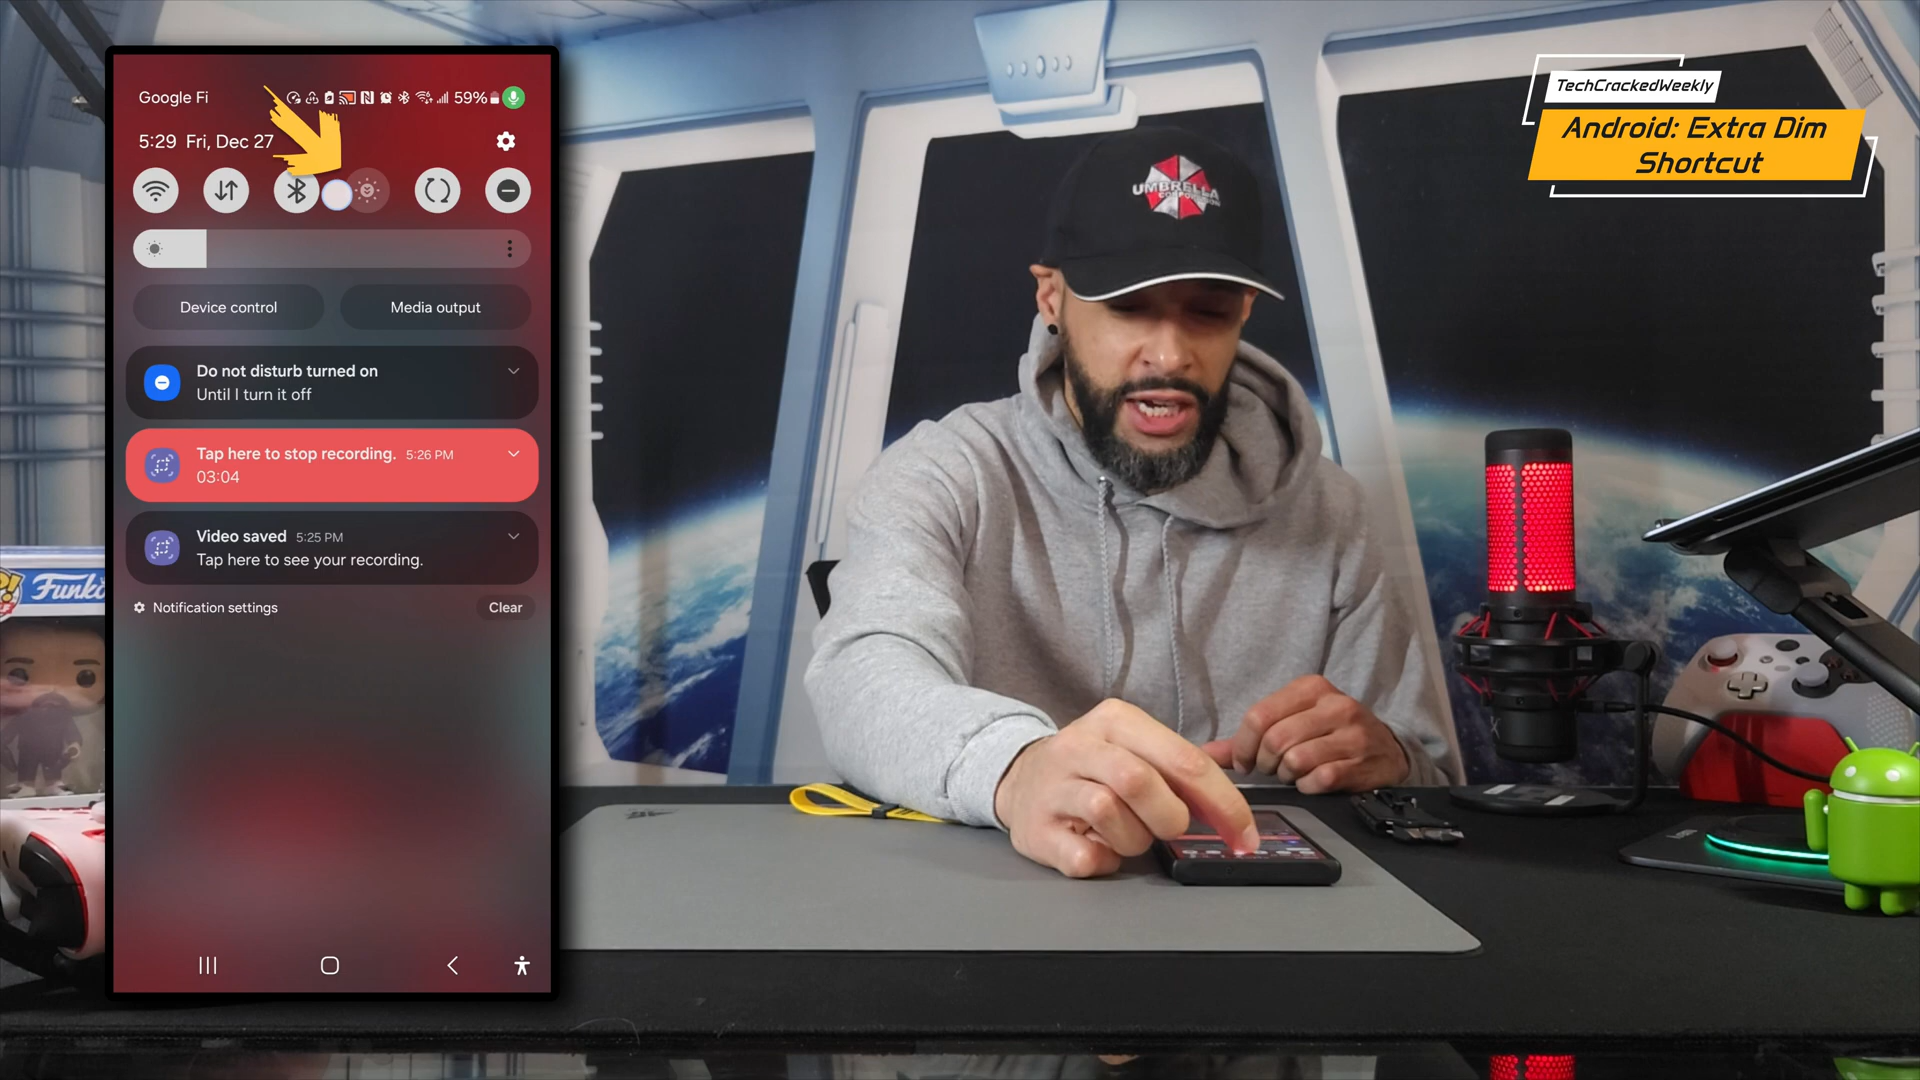 Google Fi
59%
5:29 Fri, Dec 27
Device control
Media output
Do not disturb turned on
Until I turn it off
Tap here to stop recording. 5:26 PM
03:04
Video saved 5:25 PM
Tap here to see your recording.
Notification settings
Clear
TechCrackedWeekly
Android: Extra Dim
Shortcut
UMBRELLA
CORPORATION
Funko